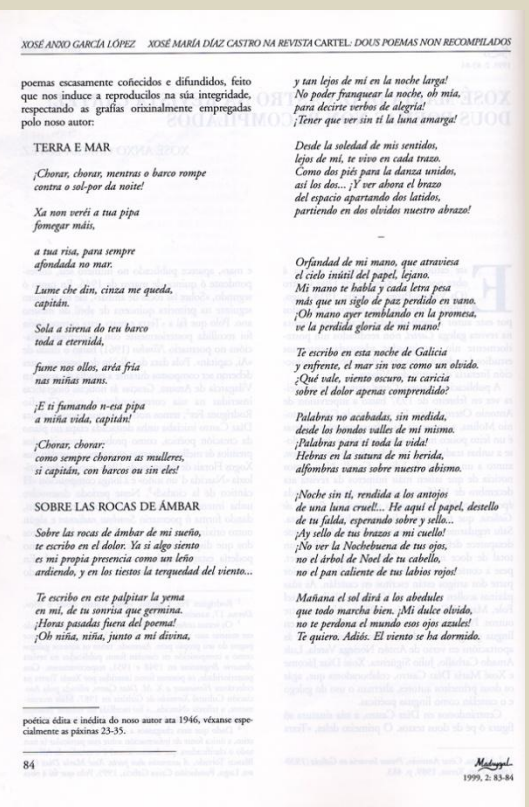 XOSÉ ANXO GARCÍA LÓPEZ XOSÉ MARÍA DÍAZ CASTRO NA REVISTA CARTEL: DOUS POEMAS NON RECOMPILADOS
poemas escasamente coñecidos e difundidos, feito
que nos induce a reproducilos na súa integridade,
respectando as grafías orixinalmente empregadas
polo noso autor:
TERRA E MAR
¡Chorar, chorar, mentras o barco rompe
contra o sol-por da noite!
Xa non veréi a tua pipa
fomegar máis,
a tua risa, para sempre
afondada no mar.
Lume che din, cinza me queda,
capitán.
Sola a sirena do teu barco
toda a eternidá,
fume nos ollos, aréa fría
nas miñas mans.
¡E ti fumando n-esa pipa
a miña vida, capitán!
¡Chorar, chorar:
como sempre choraron as mulleres,
si capitán, con barcos ou sin eles!
SOBRE LAS ROCAS DE ÁMBAR
Sobre las rocas de ámbar de mi sueño,
te escribo en el dolor. Ya si algo siento
es mi propia presencia como un leño
ardiendo, y en los tiestos la terquedad del viento...
Te escribo en este palpitar la yema
en mí, de tu sonrisa que germina.
¡Horas pasadas fuera del poema!
¡Oh niña, niña, junto a mi divina,
poética édita e inédita do noso autor ata 1946, véxanse espe-
cialmente as páxinas 23-35.
84
y tan lejos de mí en la noche larga!
No poder franquear la noche, oh mía,
para decirte verbos de alegría!
¡Tener que ver sin tí la luna amarga!
Desde la soledad de mis sentidos,
lejos de mí, te vivo en cada trazo.
Como dos piés para la danza unidos,
así los dos... ¡Y ver ahora el brazo
del espacio apartando dos latidos,
partiendo en dos olvidos nuestro abrazo!
–
Orfandad de mi mano, que atraviesa
el cielo inútil del papel, lejano.
Mi mano te habla y cada letra pesa
más que un siglo de paz perdido en vano.
¡Oh mano ayer temblando en la promesa,
ve la perdida gloria de mi mano!
Te escribo en esta noche de Galicia
y enfrente, el mar sin voz como un olvido.
¿Qué vale, viento oscuro, tu caricia
sobre el dolor apenas comprendido?
Palabras no acabadas, sin medida,
desde los hondos valles de mí mismo.
¡Palabras para tí toda la vida!
Hebras en la sutura de mi herida,
alfombras vanas sobre nuestro abismo.
¡Noche sin tí, rendida a los antojos
de una luna cruel!... He aquí el papel, destello
de tu falda, esperando sobre y sello...
¡Ay sello de tus brazos a mi cuello!
¡No ver la Nochebuena de tus ojos,
no el árbol de Noel de tu cabello,
no el pan caliente de tus labios rojos!
Mañana el sol dirá a los abedules
que todo marcha bien. ¡Mi dulce olvido,
no te perdona el mundo esos ojos azules!
Te quiero. Adiós. El viento se ha dormido.
Madrygal
1999, 2: 83-84